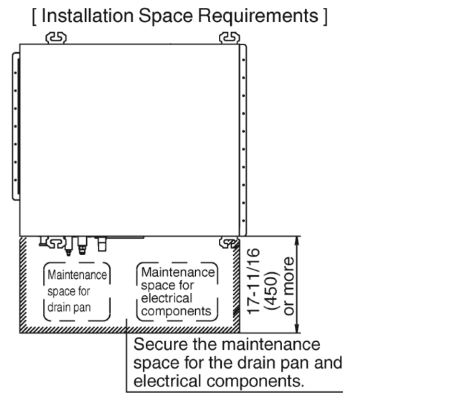 [ Installation Space Requirements ]
Maintenance
space for
drain pan
Maintenance
space for
electrical
components
17-11/16
(450)
or more
Secure the maintenance
space for the drain pan and
electrical components.